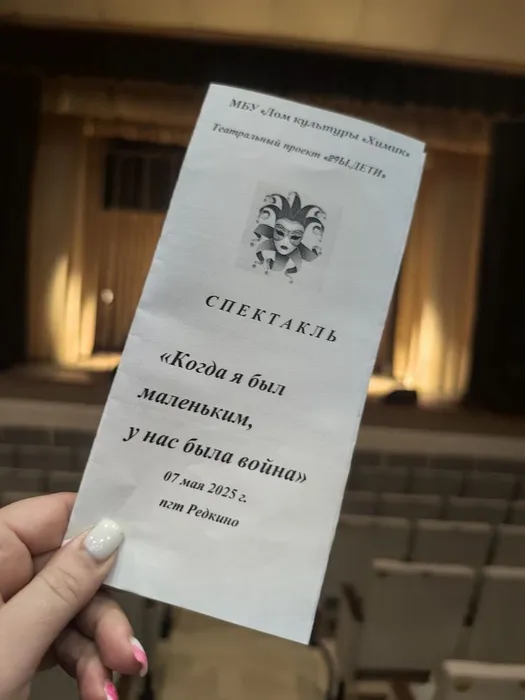 МБУ «Дом культуры «Химик»
Театральный проект «ДЕТИ»
СПЕКТАКЛЬ
«Когда я был
маленьким,
у нас была война»
07 мая 2025 г.
пгт Редкино